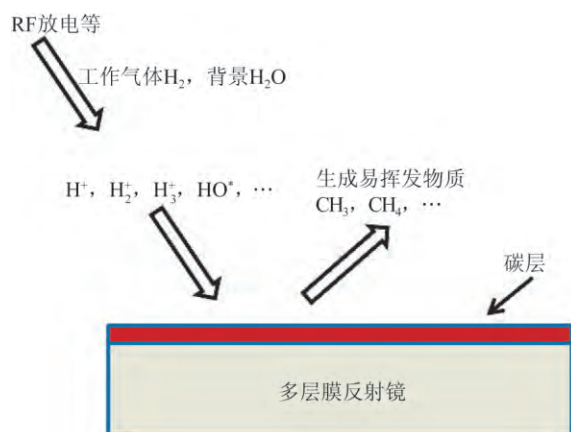 RF放电等
工作气体H₂，背景H₂O
H⁺, H₂⁺, H₃⁺, HO*, ⋯
生成易挥发物质
CH₃, CH₄, ⋯
碳层
多层膜反射镜